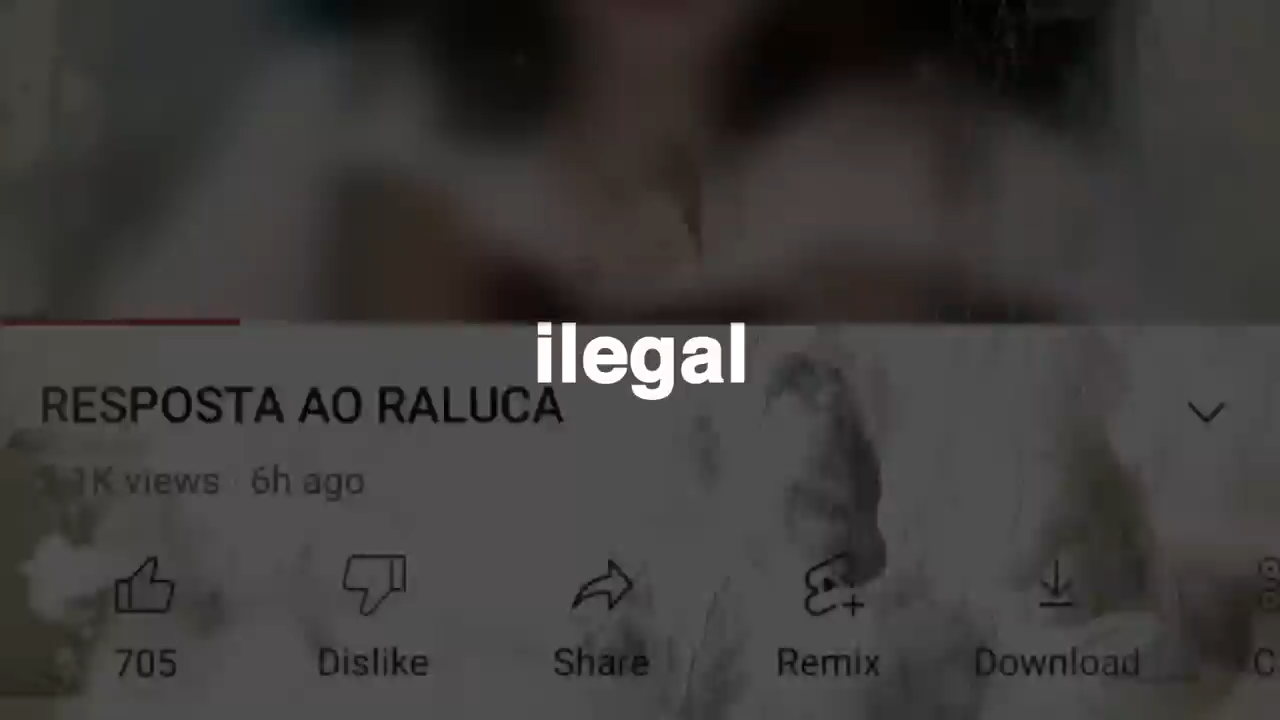 ilegal
RESPOSTA AO RALUCA
views · 6h ago
705 Dislike Share Remix Download